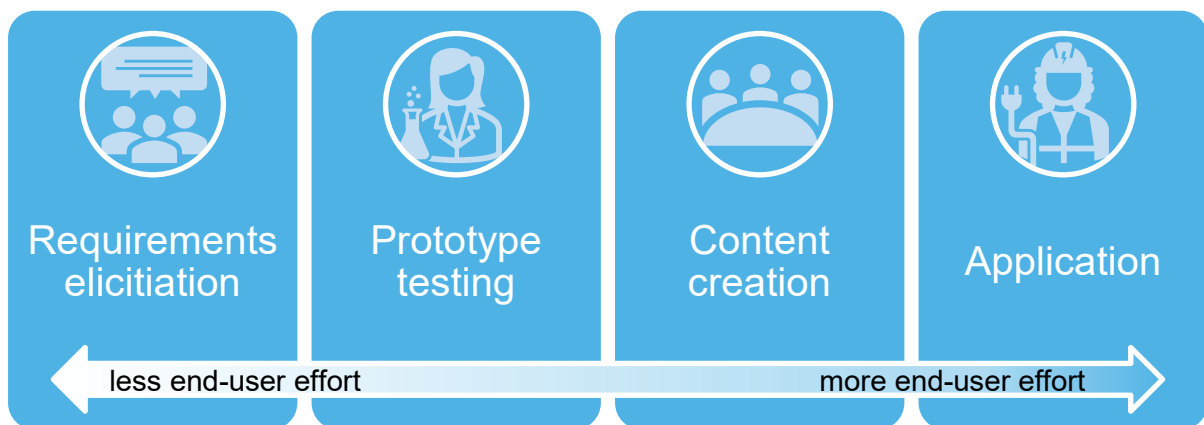 Requirements
elicitiation
Prototype
testing
Content
creation
Application
less end-user effort
more end-user effort